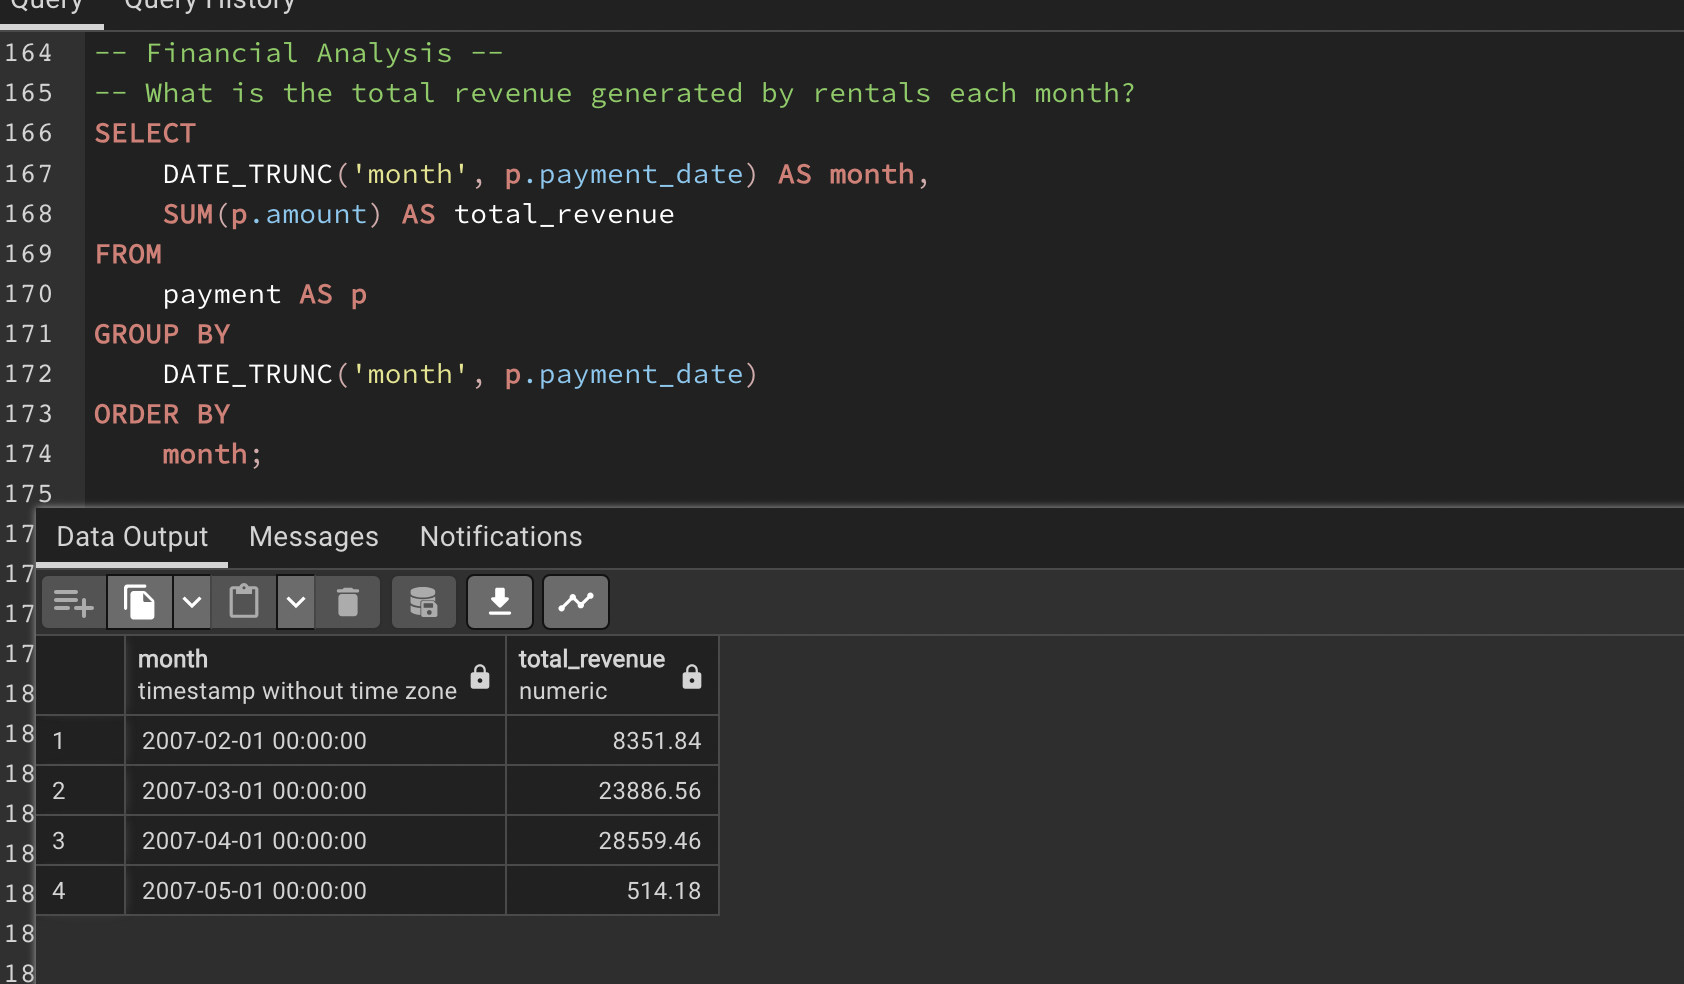 Query Query History
164 -- Financial Analysis --
165 -- What is the total revenue generated by rentals each month?
166 SELECT
167 DATE_TRUNC('month', p.payment_date) AS month,
168 SUM(p.amount) AS total_revenue
169 FROM
170 payment AS p
171 GROUP BY
172 DATE_TRUNC('month', p.payment_date)
173 ORDER BY
174 month;
175
17 Data Output Messages Notifications
17
17
17 month total_revenue
18 timestamp without time zone numeric
18 1 2007-02-01 00:00:00 8351.84
18 2 2007-03-01 00:00:00 23886.56
18
18 3 2007-04-01 00:00:00 28559.46
18 4 2007-05-01 00:00:00 514.18
18
18